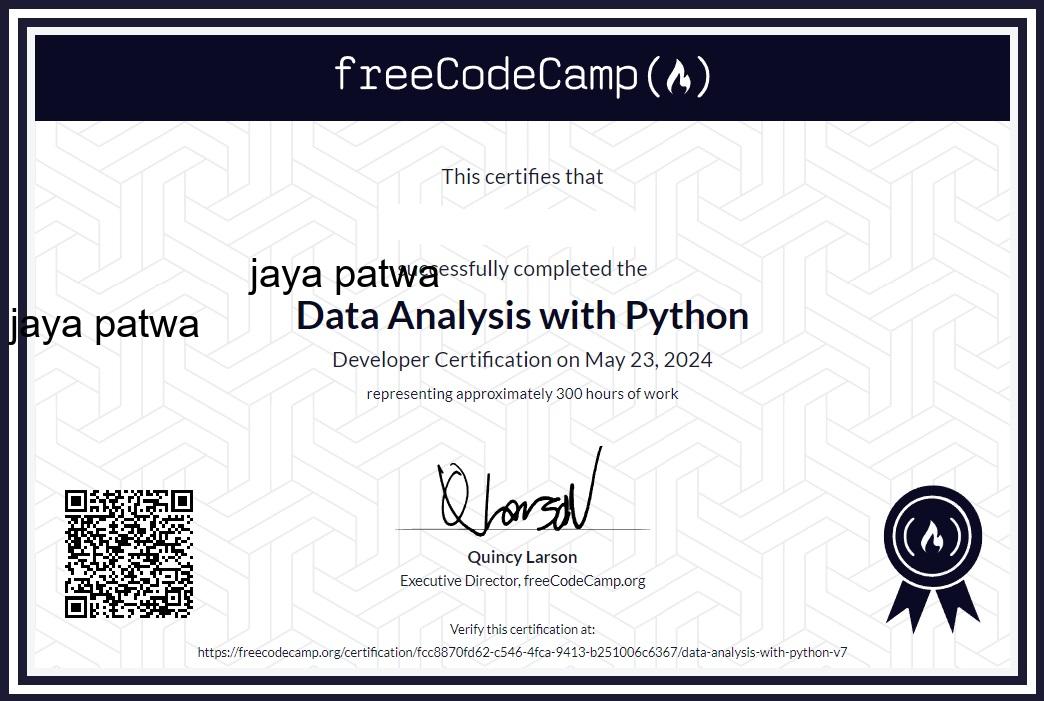 freeCodeCamp
This certifies that
jaya patwa
successfully completed the
jaya patwa
Data Analysis with Python
Developer Certification on May 23, 2024
representing approximately 300 hours of work
Q Larson
Quincy Larson
Executive Director, freeCodeCamp.org
Verify this certification at:
https://freecodecamp.org/certification/fcc8870fd62-c546-4fca-9413-b251006c6367/data-analysis-with-python-v7